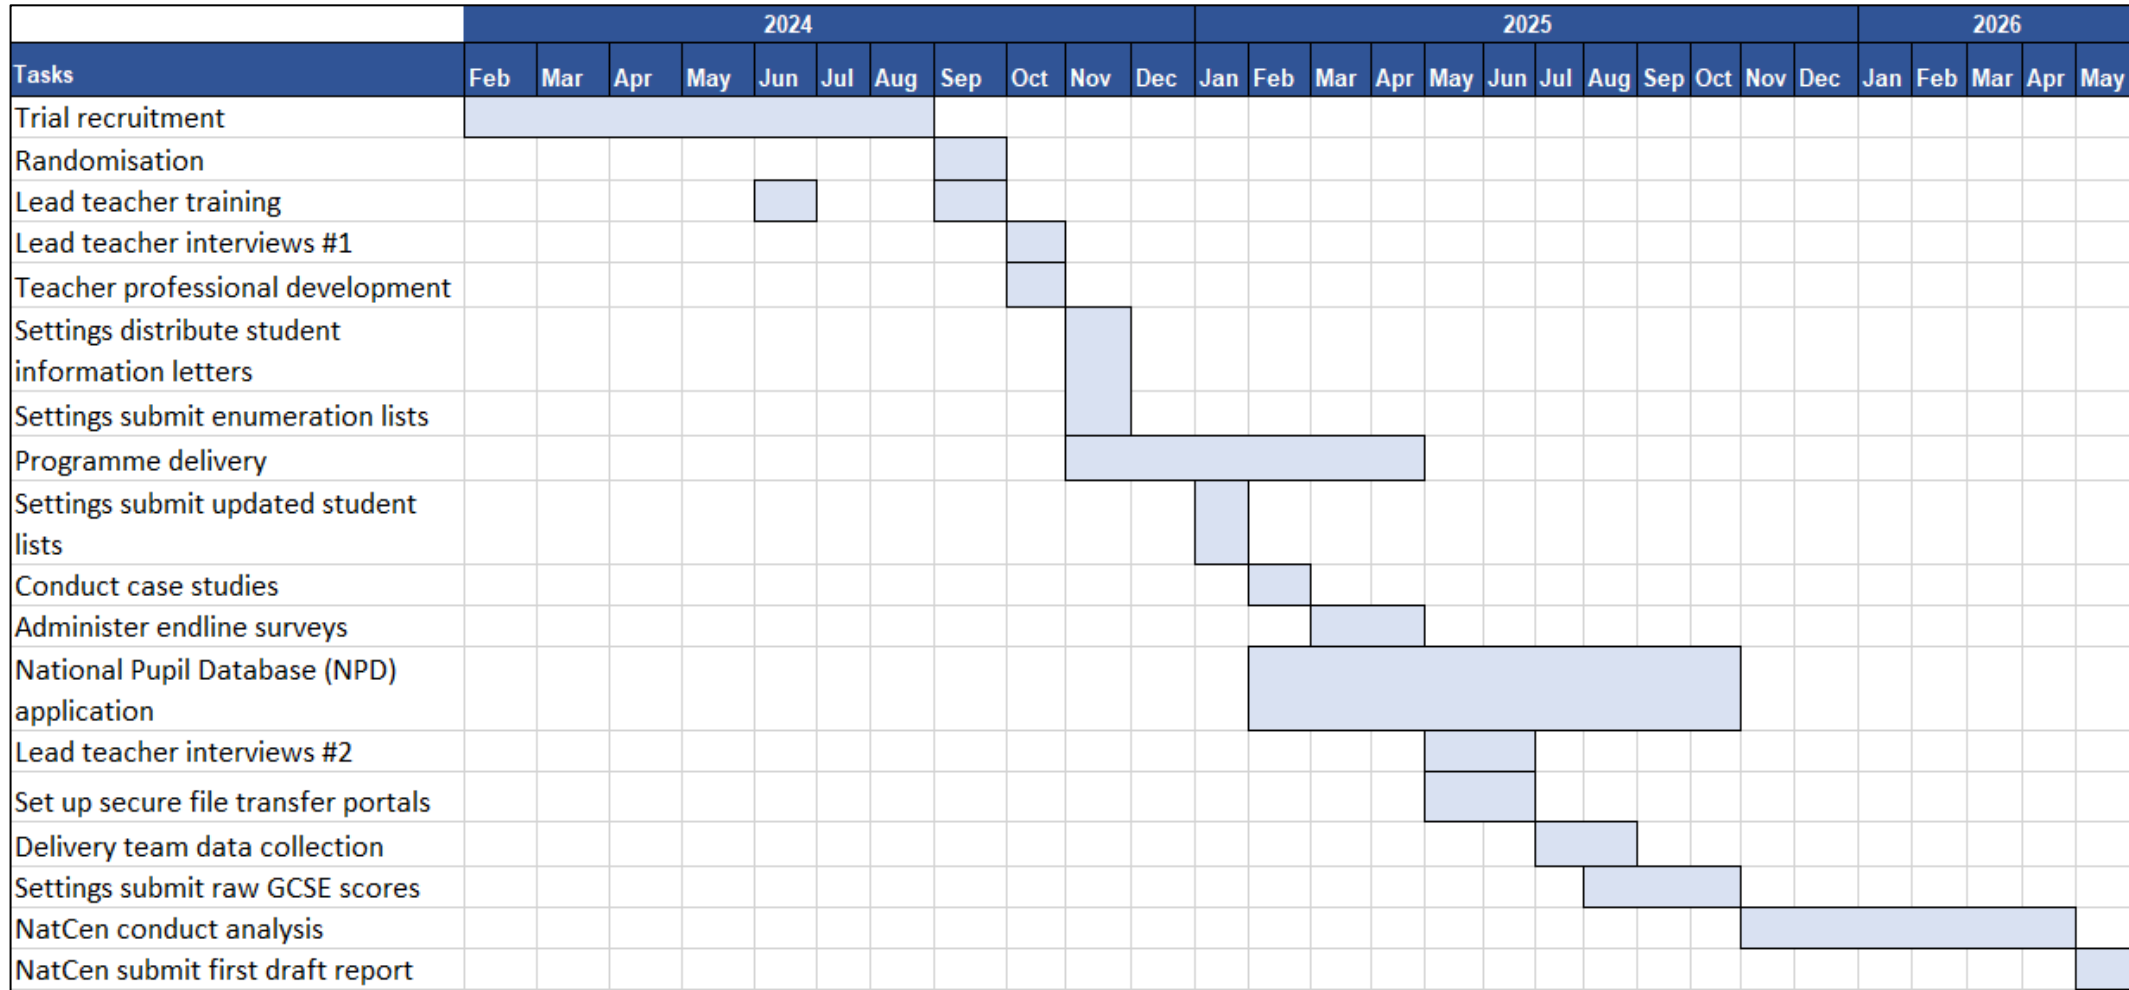 2024 2025 2026
Tasks Feb Mar Apr May Jun Jul Aug Sep Oct Nov Dec Jan Feb Mar Apr May Jun Jul Aug Sep Oct Nov Dec Jan Feb Mar Apr May
Trial recruitment
Randomisation
Lead teacher training
Lead teacher interviews #1
Teacher professional development
Settings distribute student
information letters
Settings submit enumeration lists
Programme delivery
Settings submit updated student
lists
Conduct case studies
Administer endline surveys
National Pupil Database (NPD)
application
Lead teacher interviews #2
Set up secure file transfer portals
Delivery team data collection
Settings submit raw GCSE scores
NatCen conduct analysis
NatCen submit first draft report